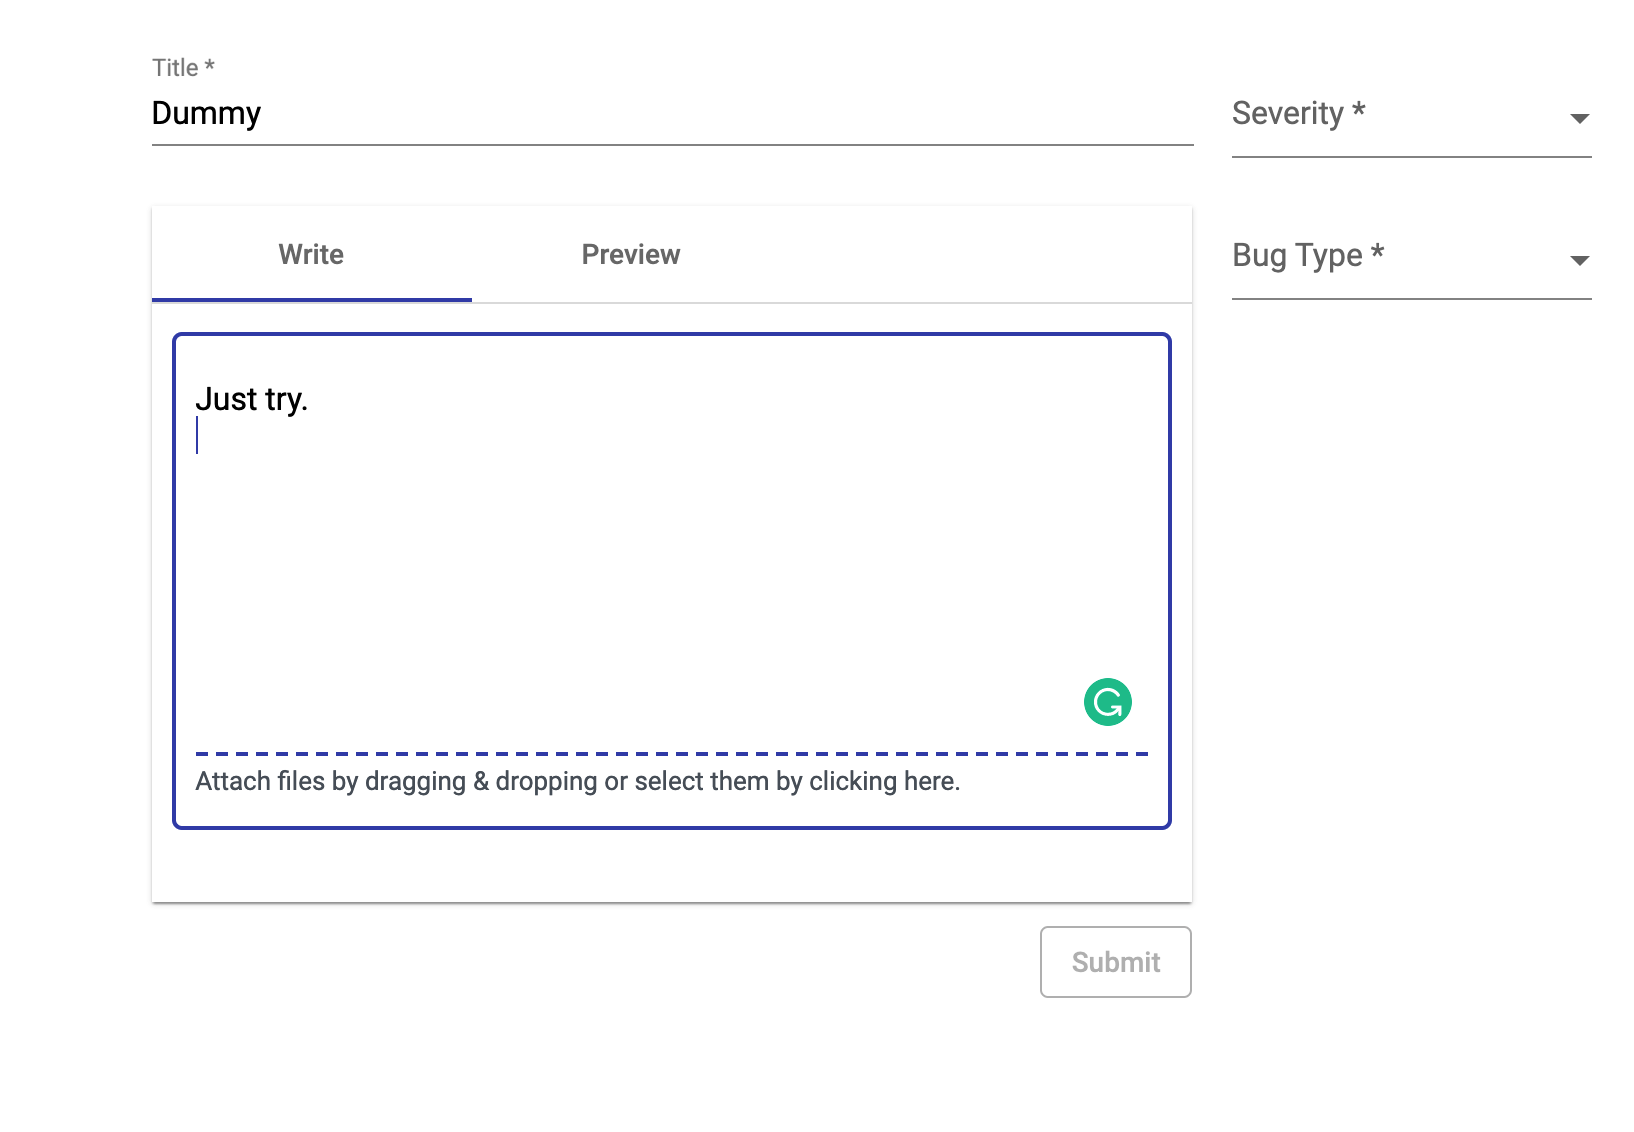 Title *
Dummy
Severity *
Write
Preview
Bug Type *
Just try.
Attach files by dragging & dropping or select them by clicking here.
Submit